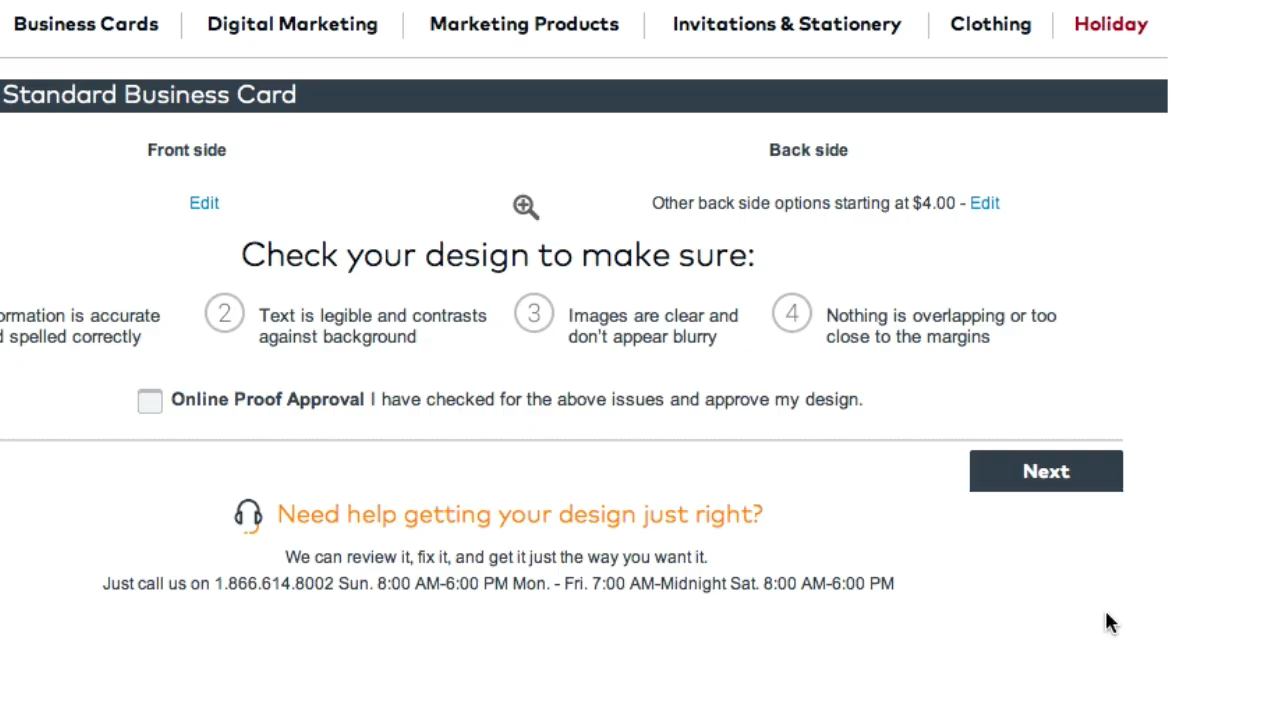 Business Cards Digital Marketing Marketing Products Invitations & Stationery Clothing Holiday
Standard Business Card
Front side Back side
Edit Other back side options starting at $4.00 - Edit
Check your design to make sure:
2 Text is legible and contrasts 3 Images are clear and 4 Nothing is overlapping or too
is accurate against background don't appear blurry close to the margins
spelled correctly
Online Proof Approval I have checked for the above issues and approve my design.
Next
Need help getting your design just right?
We can review it, fix it, and get it just the way you want it.
Just call us on 1.866.614.8002 Sun. 8:00 AM-6:00 PM Mon. - Fri. 7:00 AM-Midnight Sat. 8:00 AM-6:00 PM